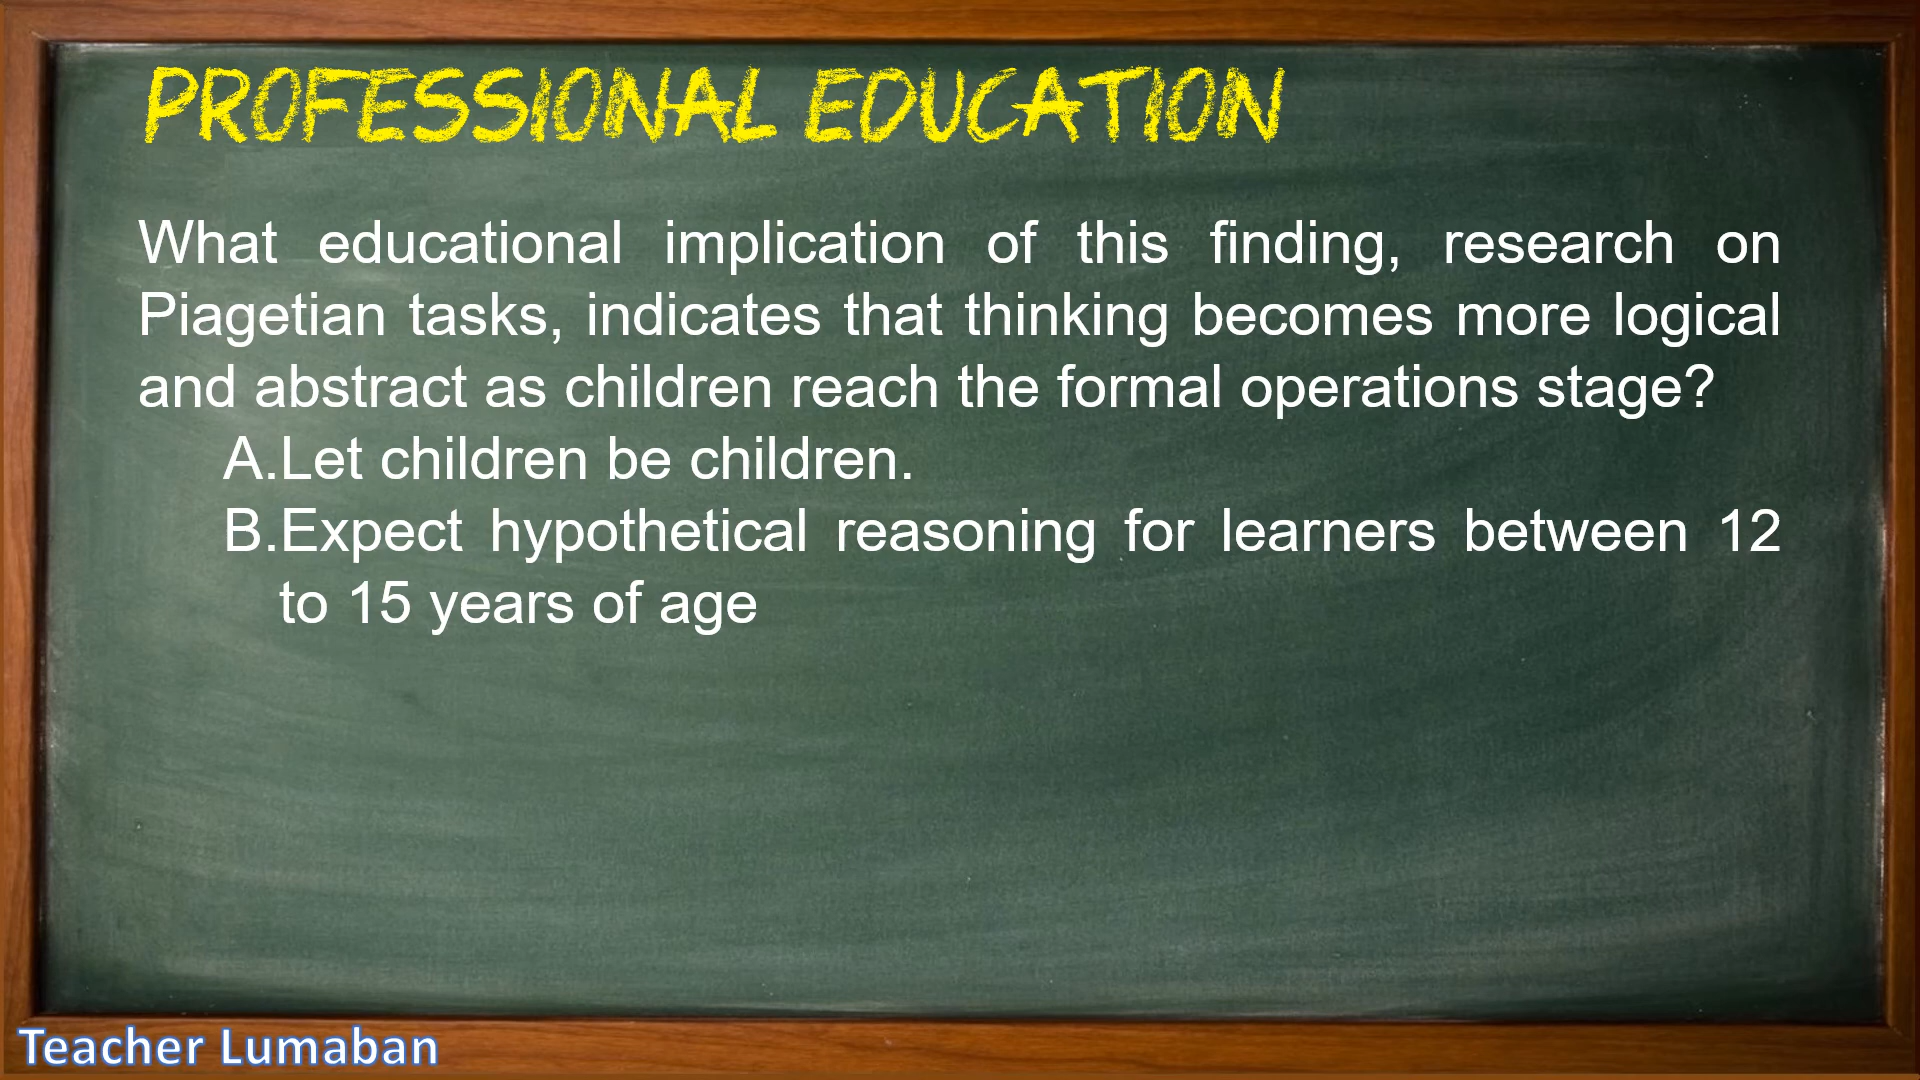 PROFESSIONAL EDUCATION
What educational implication of this finding, research on
Piagetian tasks, indicates that thinking becomes more logical
and abstract as children reach the formal operations stage?
A.Let children be children.
B.Expect hypothetical reasoning for learners between 12
to 15 years of age
Teacher Lumaban